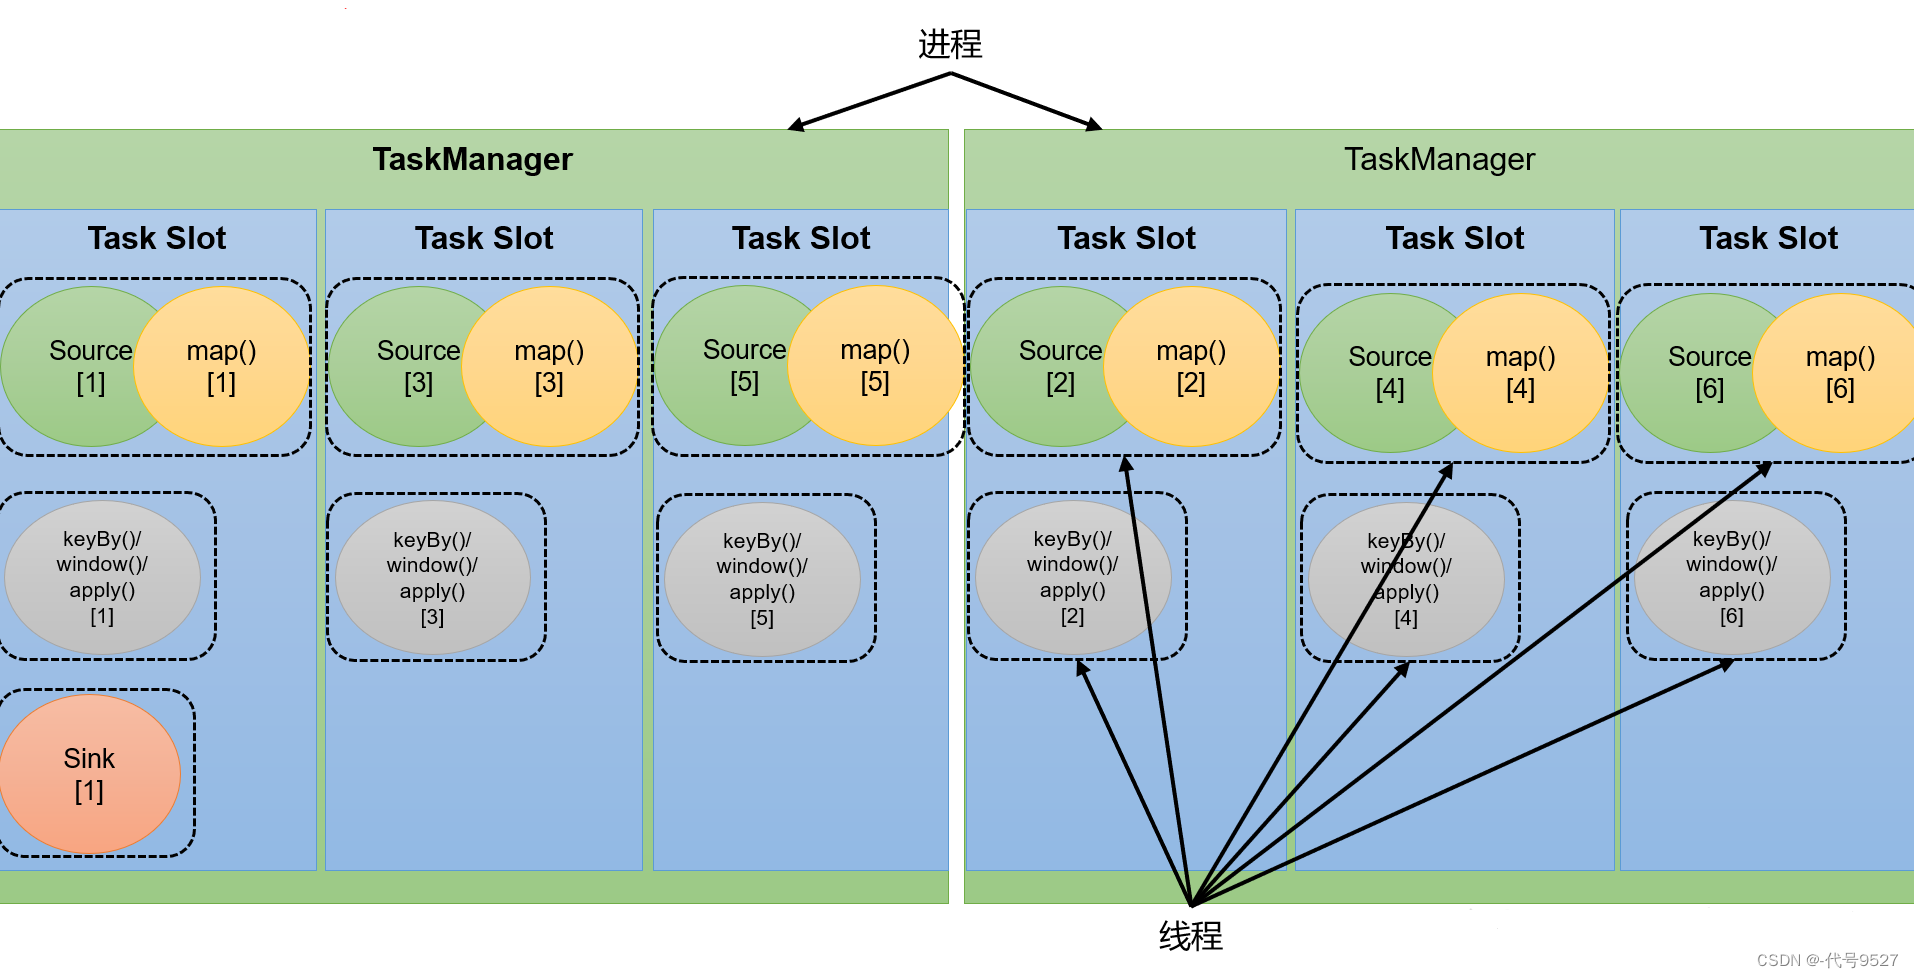 进程
TaskManager
TaskManager
Task Slot
Task Slot
Task Slot
Task Slot
Task Slot
Task Slot
Source
[1]
map()
[1]
Source
[3]
map()
[3]
Source
[5]
map()
[5]
Source
[2]
map()
[2]
Source
[4]
map()
[4]
Source
[6]
map()
[6]
keyBy()/
window()/
apply()
[1]
keyBy()/
window()/
apply()
[3]
keyBy()/
window()/
apply()
[5]
keyBy()/
window()/
apply()
[2]
keyBy()/
window()/
apply()
[4]
keyBy()/
window()/
apply()
[6]
Sink
[1]
线程
CSDN @-代号9527